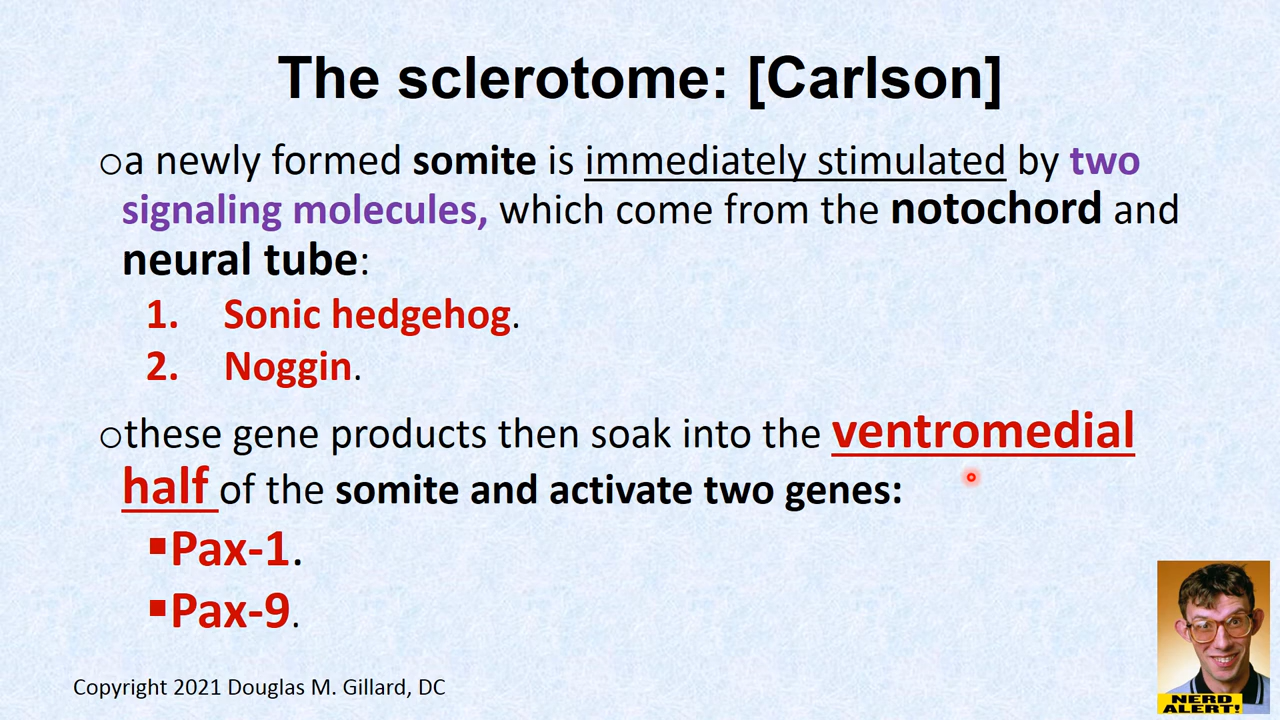 The sclerotome: [Carlson]
○a newly formed somite is immediately stimulated by two
signaling molecules, which come from the notochord and
neural tube:
1. Sonic hedgehog.
2. Noggin.
○these gene products then soak into the ventromedial
half of the somite and activate two genes:
▪Pax-1.
▪Pax-9.
Copyright 2021 Douglas M. Gillard, DC
NERD
ALERT!